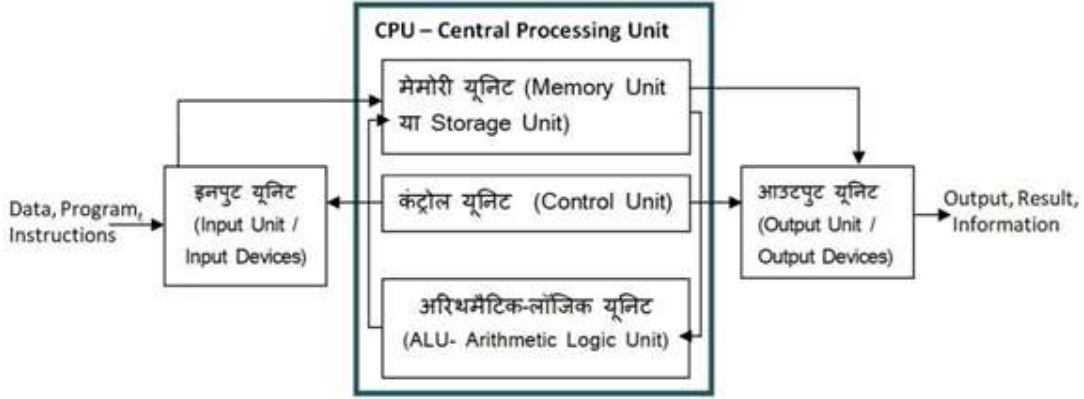 CPU – Central Processing Unit
मेमोरी यूनिट (Memory Unit
या Storage Unit)
इनपुट यूनिट
(Input Unit /
Input Devices)
Data, Program,
Instructions
कंट्रोल यूनिट (Control Unit)
आउटपुट यूनिट
(Output Unit /
Output Devices)
Output, Result,
Information
अरिथमैटिक-लॉजिक यूनिट
(ALU- Arithmetic Logic Unit)